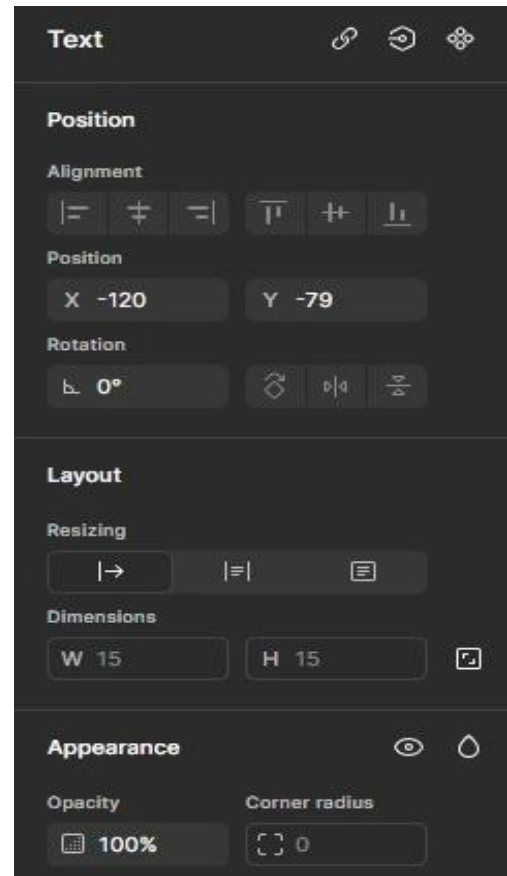 Text
Position
Alignment
Position
X -120 Y -79
Rotation
0°
Layout
Resizing
Dimensions
W 15 H 15
Appearance
Opacity Corner radius
100% 0